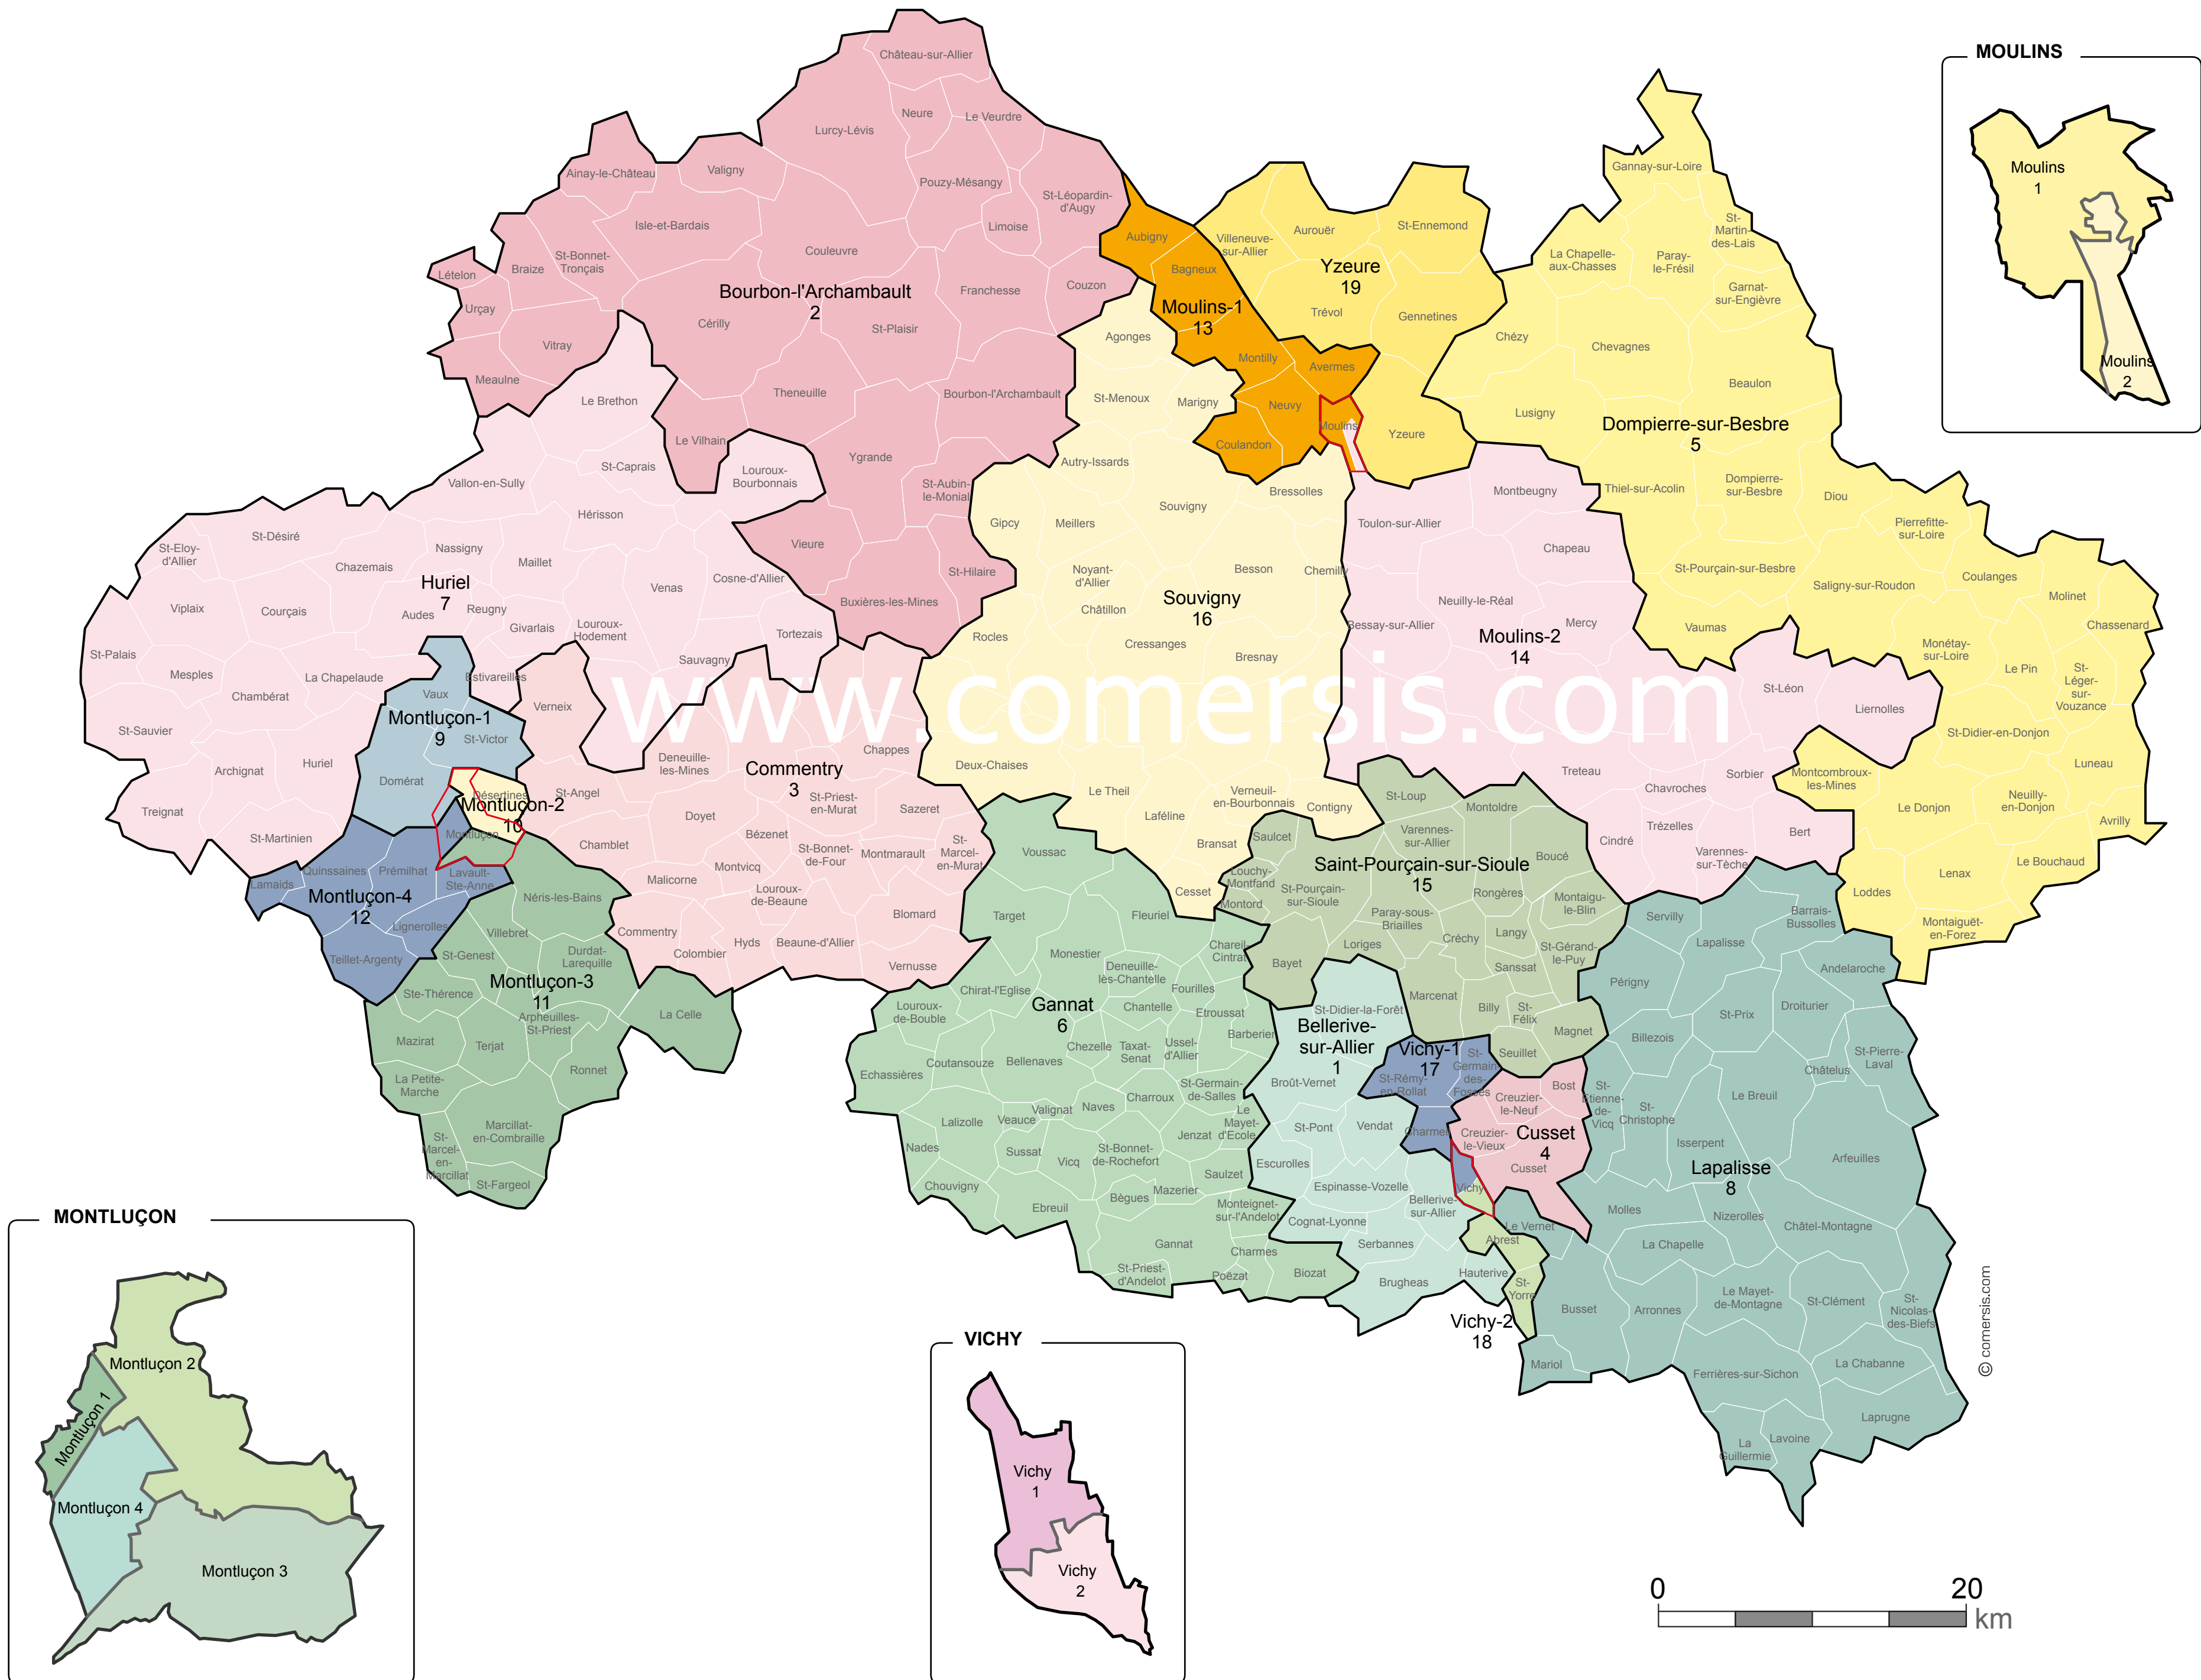 MOULINS
Moulins
1
Moulins
2
Château-sur-Allier
Neure
Le Veurdre
Lurcy-Lévis
Ainay-le-Château
Valigny
Pouzy-Mésangy
St-Léopardin-
d'Augy
Limoise
Isle-et-Bardais
Couleuvre
St-Bonnet-
Tronçais
Braize
Lételon
Urçay
Vitray
Meaulne
Couzon
Franchesse
Bourbon-l'Archambault
2
Cérilly
St-Plaisir
Theneuille
Bourbon-l'Archambault
Le Vilhain
Ygrande
St-Aubin-
le-Monial
Vieure
St-Hilaire
Buxières-les-Mines
Aubigny
Bagneux
Moulins-1
13
Montilly
Avermes
Neuvy
Moulins
Coulandon
Villeneuve-
sur-Allier
Aurouër
St-Ennemond
Yzeure
19
Trévol
Gennetines
Yzeure
Gannay-sur-Loire
St-
Martin-
des-Lais
La Chapelle-
aux-Chasses
Paray-
le-Frésil
Garnat-
sur-Engièvre
Chézy
Chevagnes
Beaulon
Lusigny
Dompierre-sur-Besbre
5
Thiel-sur-Acolin
Dompierre-
sur-Besbre
Diou
Pierrefitte-
sur-Loire
St-Pourçain-sur-Besbre
Saligny-sur-Roudon
Coulanges
Molinet
Chassenard
Vaumas
Monétay-
sur-Loire
Le Pin
St-
Léger-
sur-
Vouzance
St-Didier-en-Donjon
Luneau
Montcombroux-
les-Mines
Le Donjon
Neuilly-
en-Donjon
Avrilly
Le Bouchaud
Lenax
Loddes
Montaiguët-
en-Forez
Le Brethon
St-Caprais
Louroux-
Bourbonnais
Vallon-en-Sully
Hérisson
St-Désiré
St-Eloy-
d'Allier
Chazemais
Nassigny
Maillet
Venas
Cosne-d'Allier
Huriel
7
Viplaix
Courçais
Audes
Reugny
Givarlais
Louroux-
Hodement
Tortezais
St-Palais
Mesples
Chambérat
La Chapelaude
Estivareilles
Sauvagny
St-Sauvier
Archignat
Huriel
Treignat
St-Martinien
Agonges
St-Menoux
Marigny
Autry-Issards
Souvigny
Bressolles
Gipcy
Meillers
Noyant-
d'Allier
Besson
Chemilly
Châtillon
Souvigny
16
Rocles
Cressanges
Bresnay
Deux-Chaises
Le Theil
Verneuil-
en-Bourbonnais
Contigny
Laféline
Bransat
Cesset
Montbeugny
Toulon-sur-Allier
Chapeau
Neuilly-le-Réal
Mercy
Bessay-sur-Allier
Moulins-2
14
St-Léon
Liernolles
Treteau
Sorbier
Chavroches
Trézelles
Cindré
Varennes-
sur-Tèche
Bert
www.comersis.com
Vaux
Montluçon-1
9
St-Victor
Domérat
Désertines
Montluçon-2
10
Montluçon
Lamaids
Quinssaines
Prémilhat
Lavault-
Ste-Anne
Montluçon-4
12
Lignerolles
Teillet-Argenty
Verneix
St-Angel
Deneuille-
les-Mines
Commentry
3
Chappes
St-Priest-
en-Murat
Sazeret
Doyet
Bézenet
Chamblet
St-Bonnet-
de-Four
Montmarault
St-
Marcel-
en-Murat
Malicorne
Montvicq
Louroux-
de-Beaune
Blomard
Commentry
Colombier
Hyds
Beaune-d'Allier
Vernusse
Néris-les-Bains
Villebret
St-Genest
Durdat-
Larequille
Montluçon-3
11
Ste-Thérence
Arpheuilles-
St-Priest
La Celle
Mazirat
Terjat
Ronnet
La Petite-
Marche
Marcillat-
en-Combraille
St-
Marcel-
en-
Marcillat
St-Fargeol
Voussac
Target
Fleuriel
Monestier
Chareil-
Cintrat
Deneuille-
lès-Chantelle
Fourilles
Chirat-l'Eglise
Gannat
6
Chantelle
Etroussat
Louroux-
de-Bouble
Barberier
Chezelle
Taxat-
Senat
Ussel-
d'Allier
Coutansouze
Bellenaves
Echassières
St-Germain-
de-Salles
Charroux
Naves
Valignat
Veauce
Lalizolle
Le
Mayet-
d'Ecole
Jenzat
Nades
Sussat
Vicq
St-Bonnet-
de-Rochefort
Saulzet
Chouvigny
Mazerier
Bègues
Ebreuil
Monteignet-
sur-l'Andelot
Gannat
Charmes
St-Priest-
d'Andelot
Poëzat
Biozat
St-Loup
Montoldre
Saulcet
Varennes-
sur-Allier
Boucé
Saint-Pourçain-sur-Sioule
15
Louchy-
Montfand
St-Pourçain-
sur-Sioule
Rongères
Montaigu-
le-Blin
Montord
Paray-sous-
Briailles
Langy
Créchy
Loriges
St-Gérand-
le-Puy
Bayet
Sanssat
Marcenat
Billy
St-
Félix
Magnet
Seuillet
St-Didier-la-Forêt
Bellerive-
sur-Allier
1
Broût-Vernet
St-Pont
Vendat
Escurolles
Espinasse-Vozelle
Bellerive-
sur-Allier
Cognat-Lyonne
Serbannes
Brugheas
Hauterive
Vichy-1
17
St-Rémy-
en-Rollat
St-
Germain-
des-
Fossés
Charmeil
Vichy
Bost
Creuzier-
le-Neuf
Creuzier-
le-Vieux
Cusset
4
Cusset
Abrest
St-
Yorre
Vichy-2
18
Servilly
Barrais-
Bussolles
Lapalisse
Périgny
Andelaroche
St-Prix
Droiturier
Billezois
St-Pierre-
Laval
Châtelus
St-
Etienne-
de-
Vicq
St-
Christophe
Le Breuil
Isserpent
Arfeuilles
Lapalisse
8
Molles
Nizerolles
Châtel-Montagne
Le Vernet
La Chapelle
Le Mayet-
de-Montagne
St-Clément
St-
Nicolas-
des-Biefs
Busset
Arronnes
Mariol
Ferrières-sur-Sichon
La Chabanne
Laprugne
Lavoine
La
Guillermie
MONTLUÇON
Montluçon 2
Montluçon 1
Montluçon 4
Montluçon 3
VICHY
Vichy
1
Vichy
2
© comersis.com
0
20
km